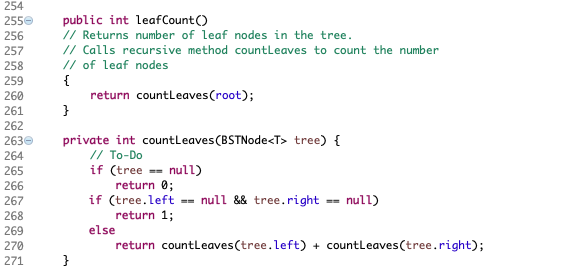 254
255 public int leafCount()
256 // Returns number of leaf nodes in the tree.
257 // Calls recursive method countLeaves to count the number
258 // of leaf nodes
259 {
260 return countLeaves(root);
261 }
262
263 private int countLeaves(BSTNode<T> tree) {
264 // To-Do
265 if (tree == null)
266 return 0;
267 if (tree.left == null && tree.right == null)
268 return 1;
269 else
270 return countLeaves(tree.left) + countLeaves(tree.right);
271 }